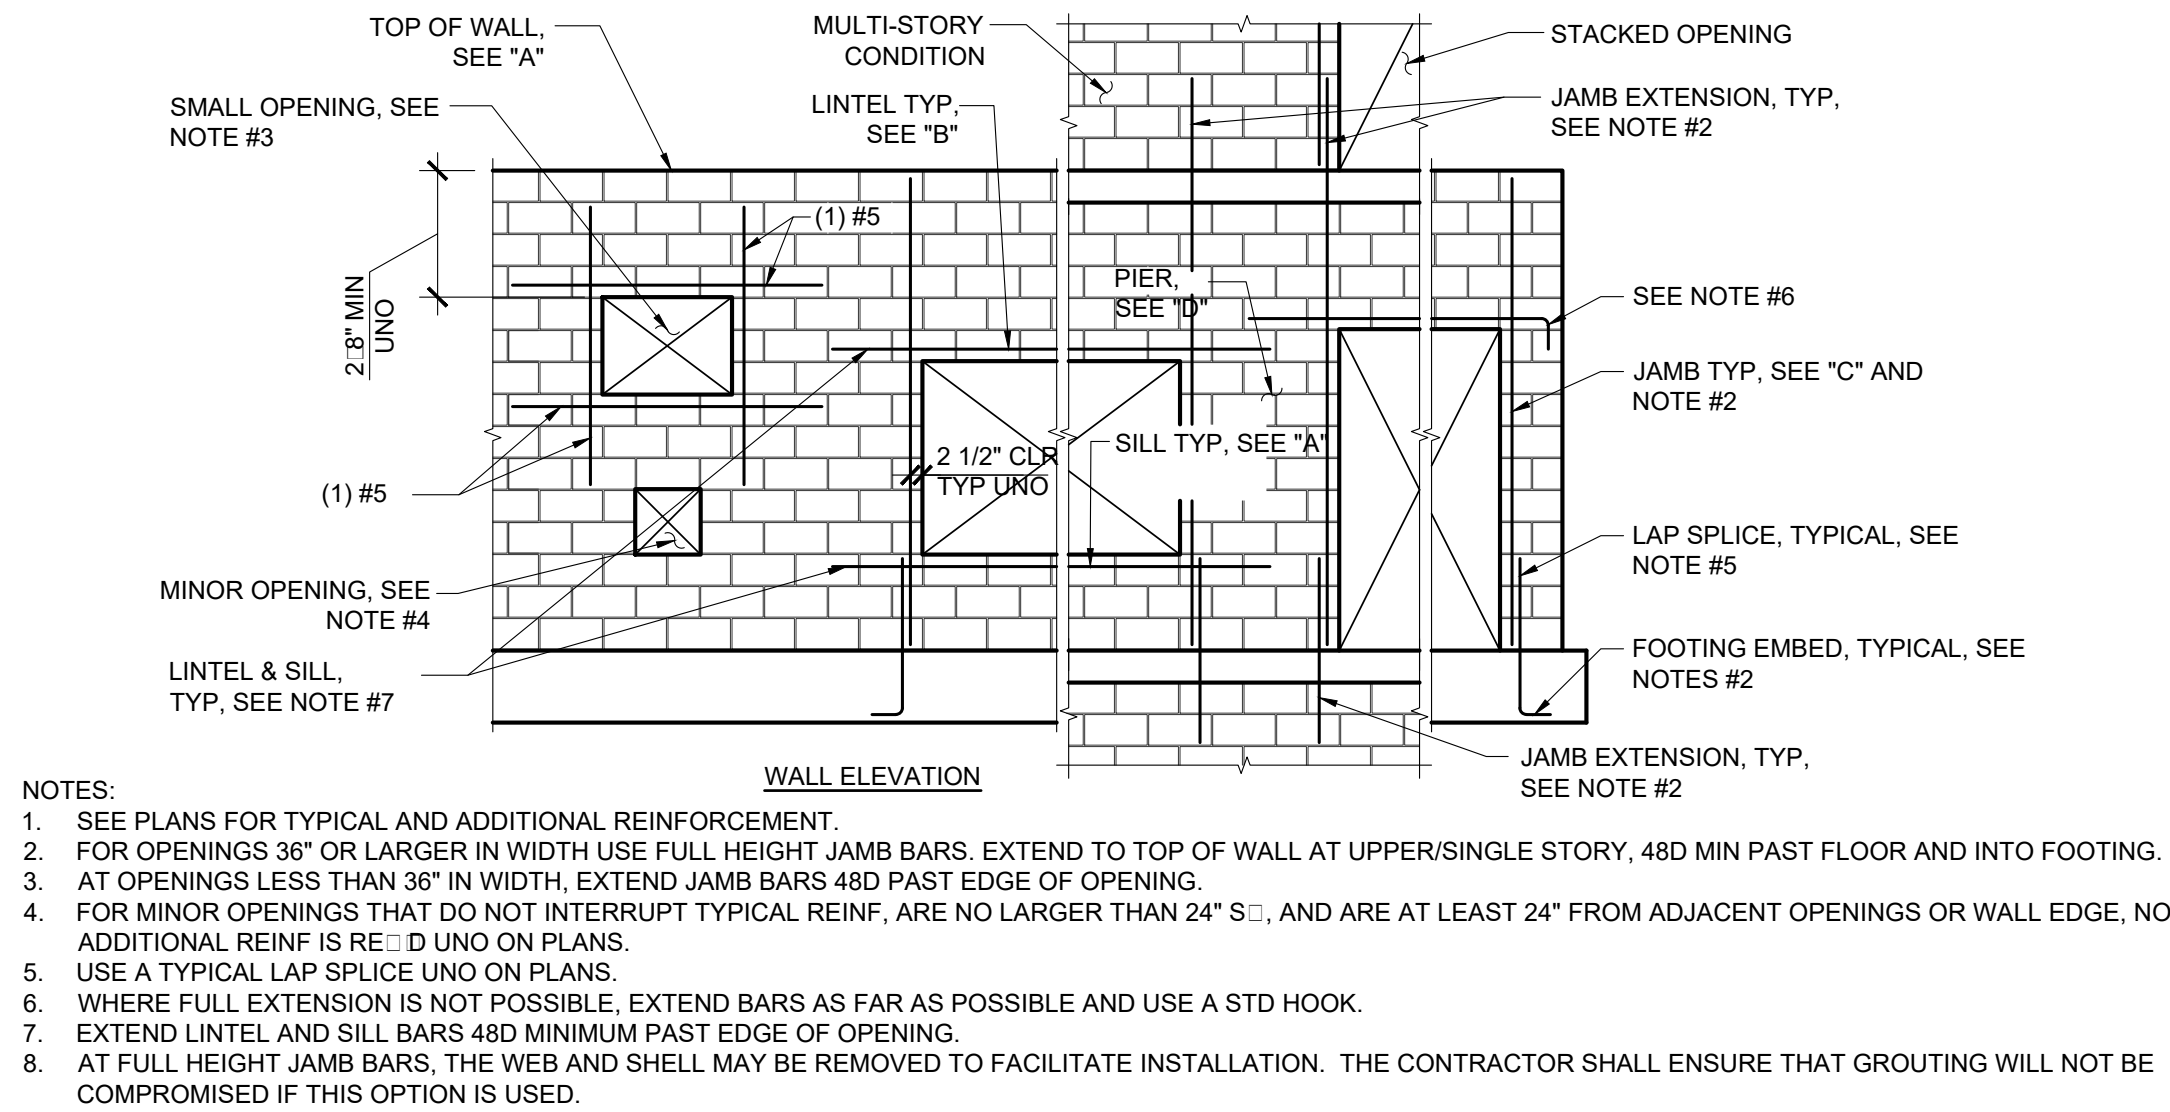 TOP OF WALL,
SEE "A"
MULTI-STORY
CONDITION
STACKED OPENING
SMALL OPENING, SEE
NOTE #3
LINTEL TYP,
SEE "B"
JAMB EXTENSION, TYP,
SEE NOTE #2
(1) #5
2□8" MIN
UNO
PIER,
SEE "D"
SEE NOTE #6
JAMB TYP, SEE "C" AND
NOTE #2
SILL TYP, SEE "A"
2 1/2" CLR
TYP UNO
(1) #5
LAP SPLICE, TYPICAL, SEE
NOTE #5
MINOR OPENING, SEE
NOTE #4
FOOTING EMBED, TYPICAL, SEE
NOTES #2
LINTEL & SILL,
TYP, SEE NOTE #7
JAMB EXTENSION, TYP,
SEE NOTE #2
WALL ELEVATION
NOTES:
1. SEE PLANS FOR TYPICAL AND ADDITIONAL REINFORCEMENT.
2. FOR OPENINGS 36" OR LARGER IN WIDTH USE FULL HEIGHT JAMB BARS. EXTEND TO TOP OF WALL AT UPPER/SINGLE STORY, 48D MIN PAST FLOOR AND INTO FOOTING.
3. AT OPENINGS LESS THAN 36" IN WIDTH, EXTEND JAMB BARS 48D PAST EDGE OF OPENING.
4. FOR MINOR OPENINGS THAT DO NOT INTERRUPT TYPICAL REINF, ARE NO LARGER THAN 24" S□, AND ARE AT LEAST 24" FROM ADJACENT OPENINGS OR WALL EDGE, NO
ADDITIONAL REINF IS RE□□D UNO ON PLANS.
5. USE A TYPICAL LAP SPLICE UNO ON PLANS.
6. WHERE FULL EXTENSION IS NOT POSSIBLE, EXTEND BARS AS FAR AS POSSIBLE AND USE A STD HOOK.
7. EXTEND LINTEL AND SILL BARS 48D MINIMUM PAST EDGE OF OPENING.
8. AT FULL HEIGHT JAMB BARS, THE WEB AND SHELL MAY BE REMOVED TO FACILITATE INSTALLATION. THE CONTRACTOR SHALL ENSURE THAT GROUTING WILL NOT BE
COMPROMISED IF THIS OPTION IS USED.